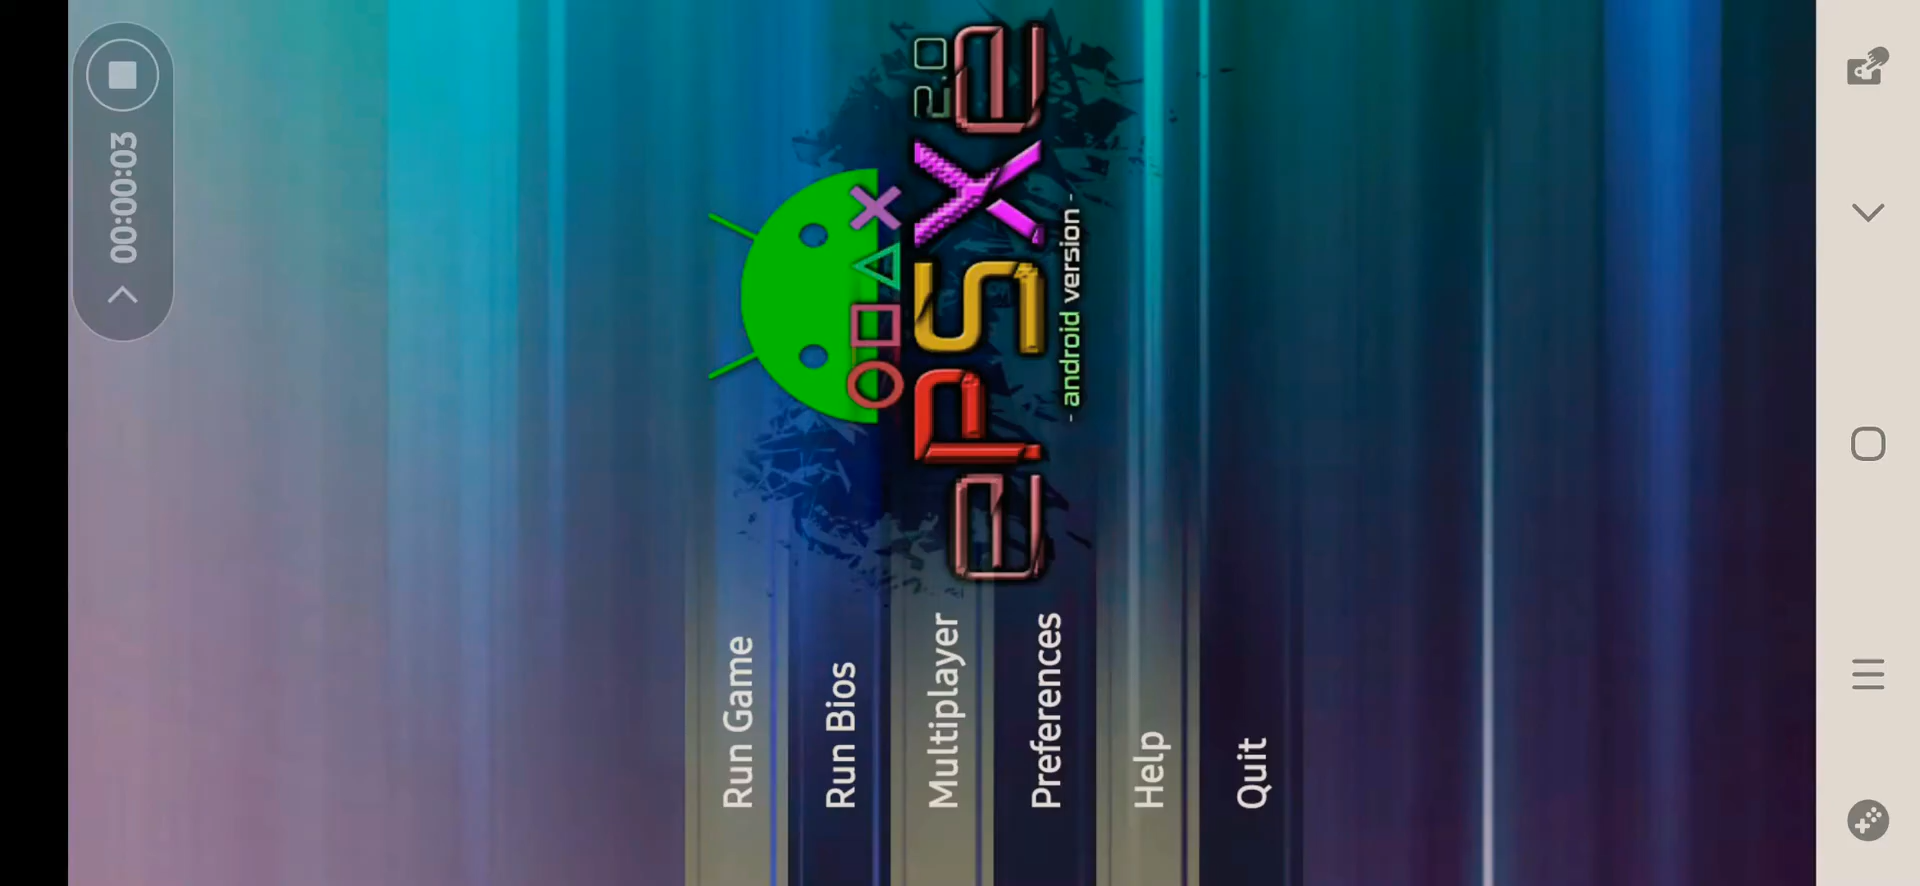 00:00:03
2.0
ePSXe
- android version -
Run Game
Run Bios
Multiplayer
Preferences
Help
Quit